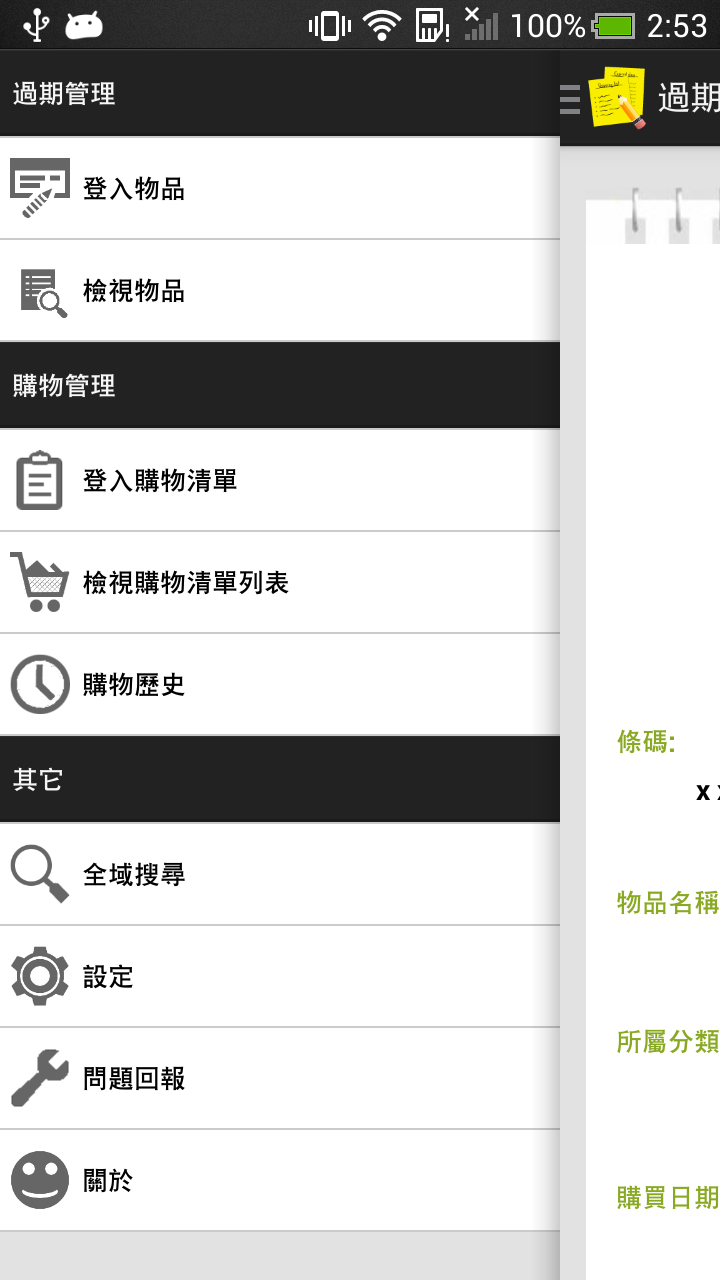 100% 2:53
過期管理
登入物品
檢視物品
購物管理
登入購物清單
檢視購物清單列表
購物歷史
其它
全域搜尋
設定
問題回報
關於
過期
條碼:
x
物品名稱
所屬分類
購買日期